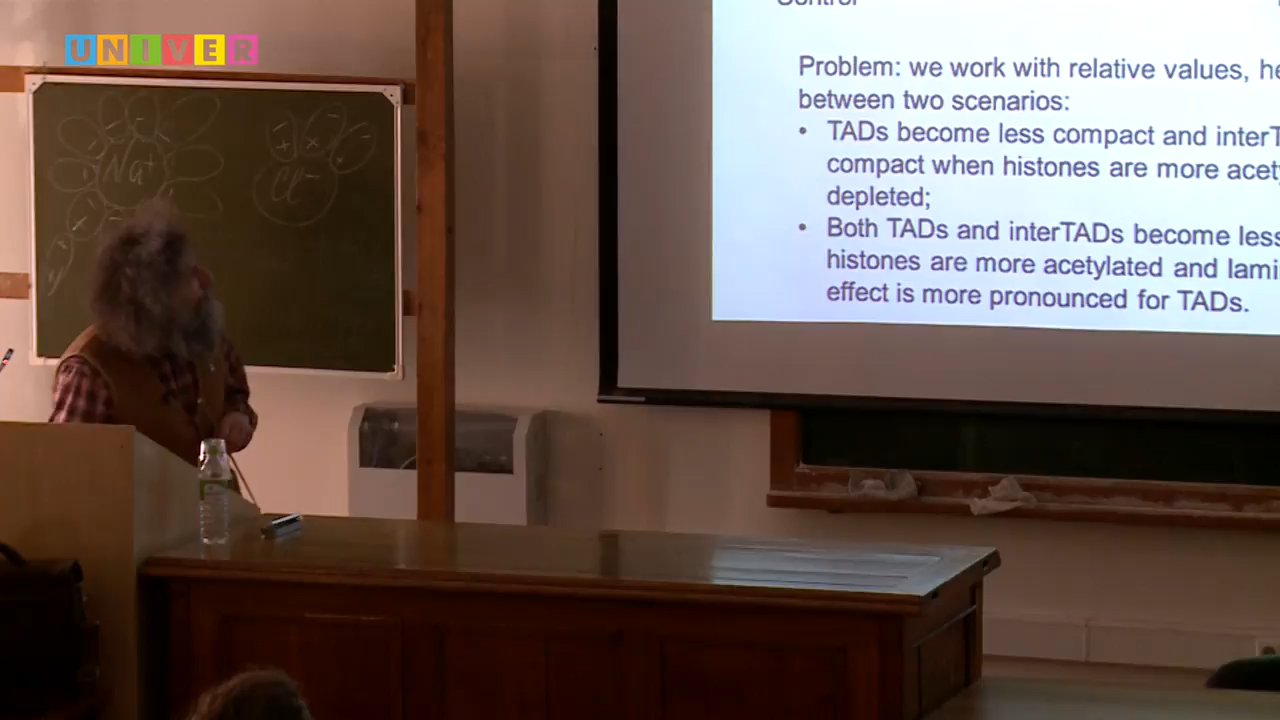 UNIVER
Na+
Cl-
Control
Problem: we work with relative values, he
between two scenarios:
• TADs become less compact and interT
compact when histones are more acety
depleted;
• Both TADs and interTADs become less
histones are more acetylated and lami
effect is more pronounced for TADs.